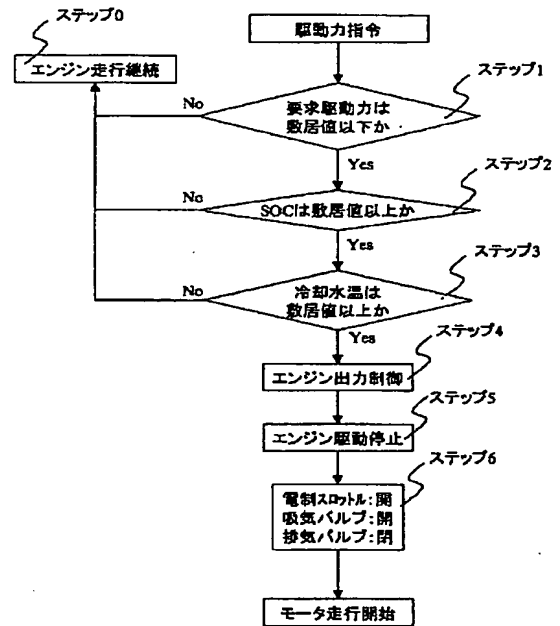 ステップ0
駆動力指令
エンジン走行継続
ステップ1
No
要求駆動力は
敷居値以下か
Yes
ステップ2
No
SOCは敷居値以上か
Yes
ステップ3
No
冷却水温は
敷居値以上か
Yes
ステップ4
エンジン出力制御
ステップ5
エンジン駆動停止
ステップ6
電制スロットル:開
吸気バルブ:開
排気バルブ:閉
モータ走行開始